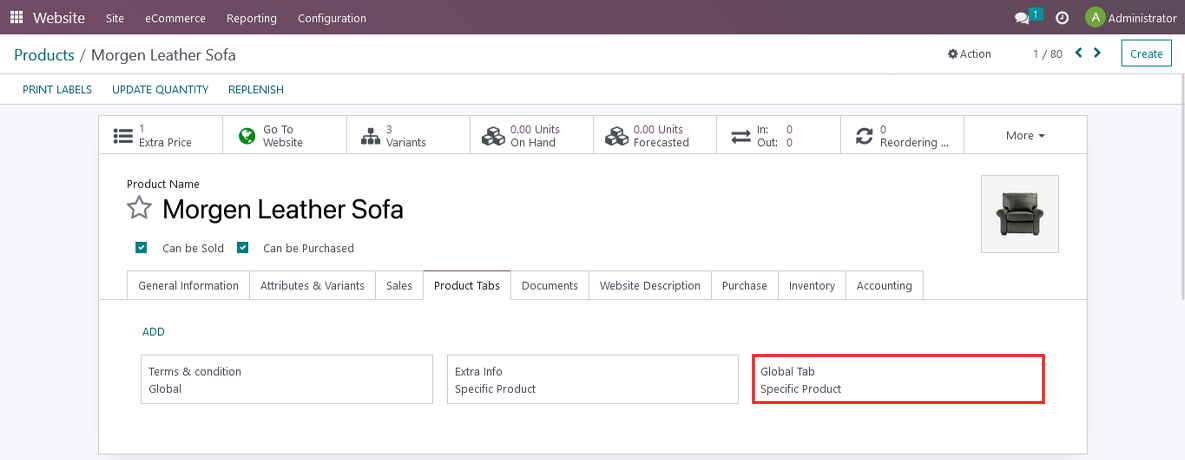 Website Site eCommerce Reporting Configuration 1 A Administrator
Products / Morgen Leather Sofa Action 1 / 80 Create
PRINT LABELS UPDATE QUANTITY REPLENISH
1
Extra Price
Go To
Website
3
Variants
0.00 Units
On Hand
0.00 Units
Forecasted
In: 0
Out: 0
0
Reordering ...
More
Product Name
Morgen Leather Sofa
Can be Sold Can be Purchased
General Information Attributes & Variants Sales Product Tabs Documents Website Description Purchase Inventory Accounting
ADD
Terms & condition
Global
Extra Info
Specific Product
Global Tab
Specific Product